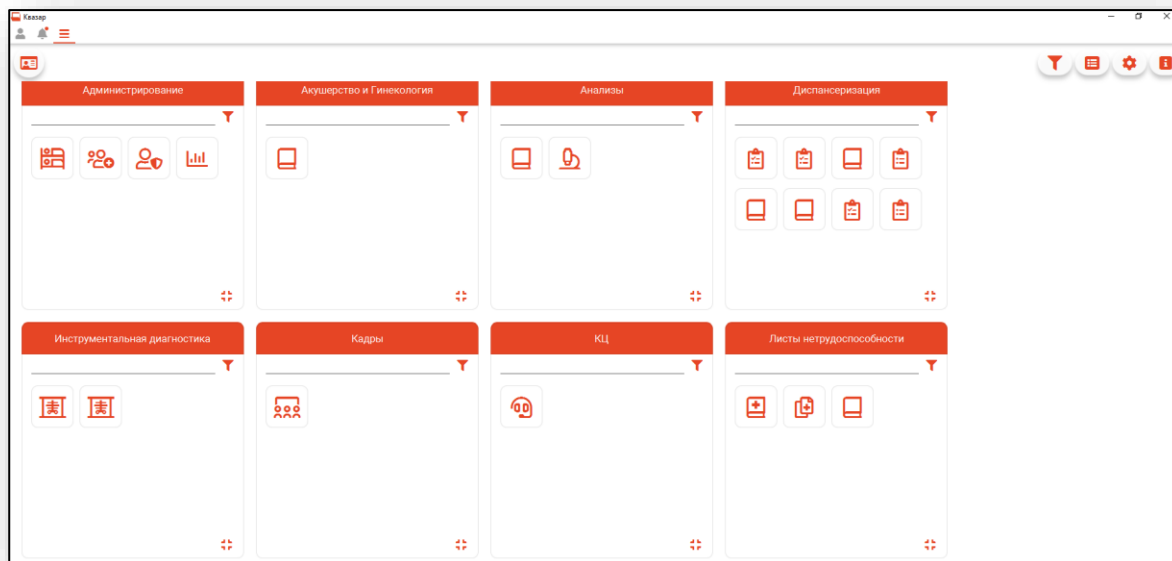 Квазар
Администрирование
Акушерство и Гинекология
Анализы
Диспансеризация
Инструментальная диагностика
Кадры
КЦ
Листы нетрудоспособности